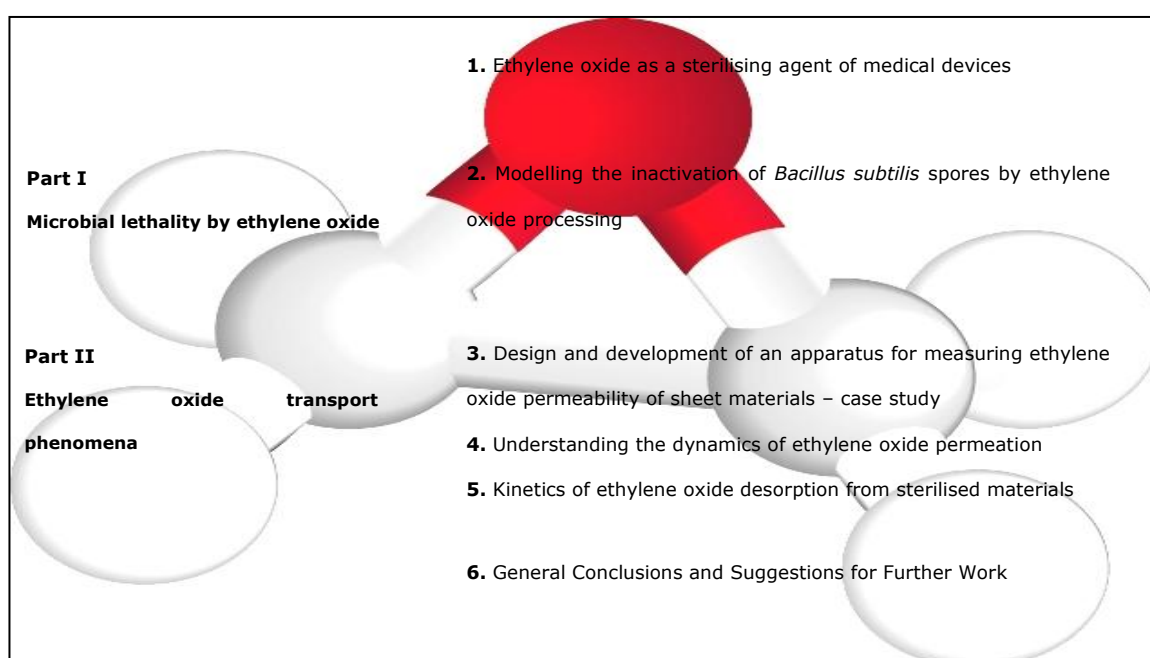 1. Ethylene oxide as a sterilising agent of medical devices
Part I
Microbial lethality by ethylene oxide
2. Modelling the inactivation of Bacillus subtilis spores by ethylene
oxide processing
Part II
Ethylene oxide transport
phenomena
3. Design and development of an apparatus for measuring ethylene
oxide permeability of sheet materials – case study
4. Understanding the dynamics of ethylene oxide permeation
5. Kinetics of ethylene oxide desorption from sterilised materials
6. General Conclusions and Suggestions for Further Work